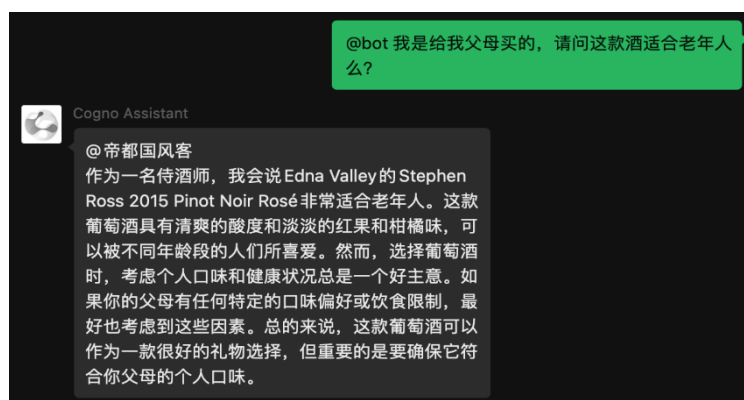 @bot 我是给我父母买的，请问这款酒适合老年人
么？
Cogno Assistant
@帝都国风客
作为一名侍酒师，我会说Edna Valley的Stephen
Ross 2015 Pinot Noir Rosé非常适合老年人。这款
葡萄酒具有清爽的酸度和淡淡的红果和柑橘味，可
以被不同年龄段的人们所喜爱。然而，选择葡萄酒
时，考虑个人口味和健康状况总是一个好主意。如
果你的父母有任何特定的口味偏好或饮食限制，最
好也考虑到这些因素。总的来说，这款葡萄酒可以
作为一款很好的礼物选择，但重要的是要确保它符
合你父母的个人口味。